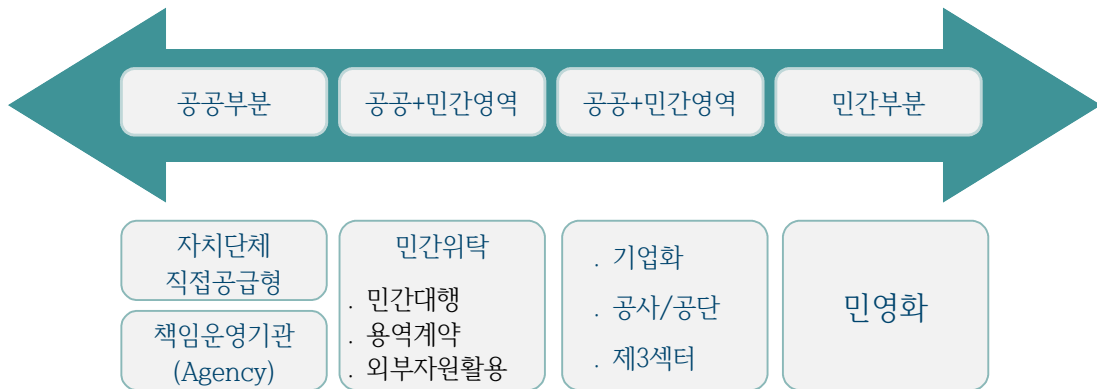 공공부분
공공+민간영역
공공+민간영역
민간부분
자치단체
직접공급형
책임운영기관
(Agency)
민간위탁
. 민간대행
. 용역계약
. 외부자원활용
. 기업화
. 공사/공단
. 제3섹터
민영화